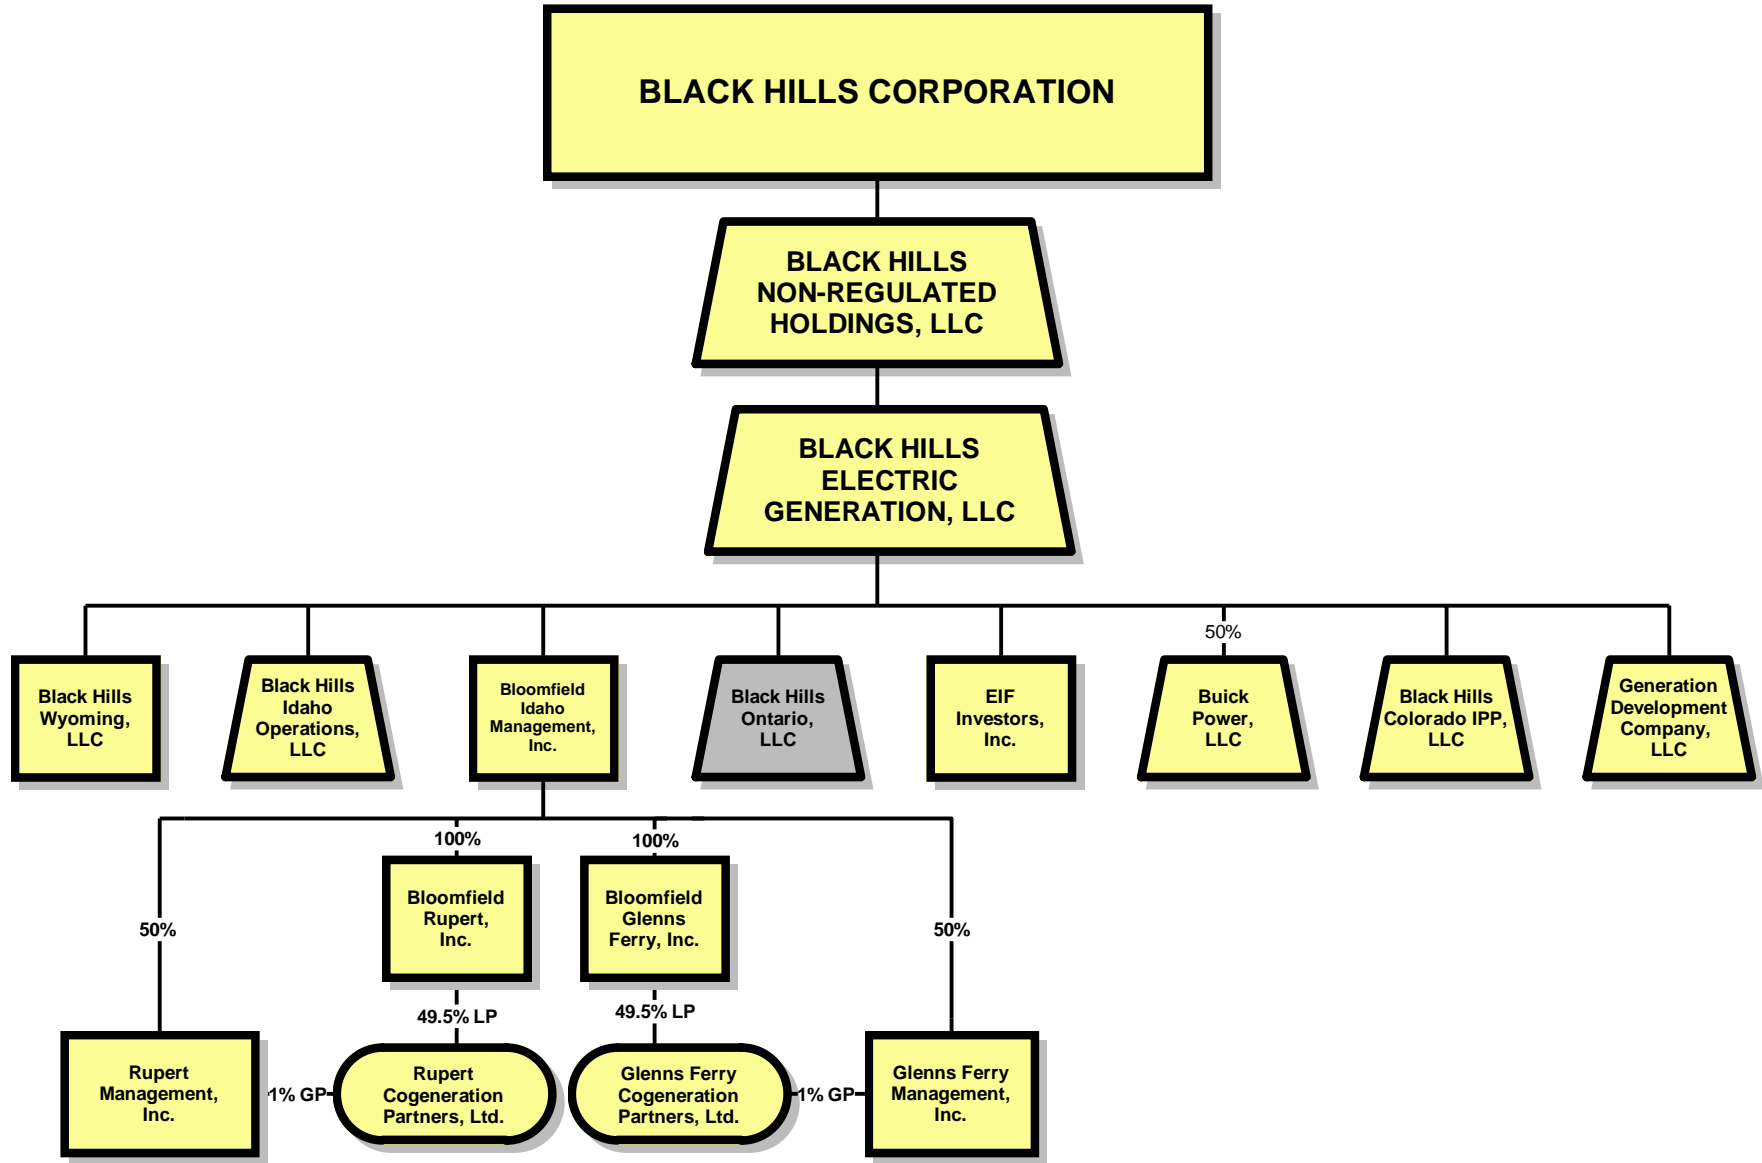 BLACK HILLS CORPORATION
BLACK HILLS
NON-REGULATED
HOLDINGS, LLC
BLACK HILLS
ELECTRIC
GENERATION, LLC
50%
Black Hills
Wyoming,
LLC
Black Hills
Idaho
Operations,
LLC
Bloomfield
Idaho
Management,
Inc.
Black Hills
Ontario,
LLC
EIF
Investors,
Inc.
Buick
Power,
LLC
Black Hills
Colorado IPP,
LLC
Generation
Development
Company,
LLC
100%
100%
Bloomfield
Rupert,
Inc.
Bloomfield
Glenns
Ferry, Inc.
50%
50%
49.5% LP
49.5% LP
Rupert
Management,
Inc.
1% GP
Rupert
Cogeneration
Partners, Ltd.
Glenns Ferry
Cogeneration
Partners, Ltd.
1% GP
Glenns Ferry
Management,
Inc.